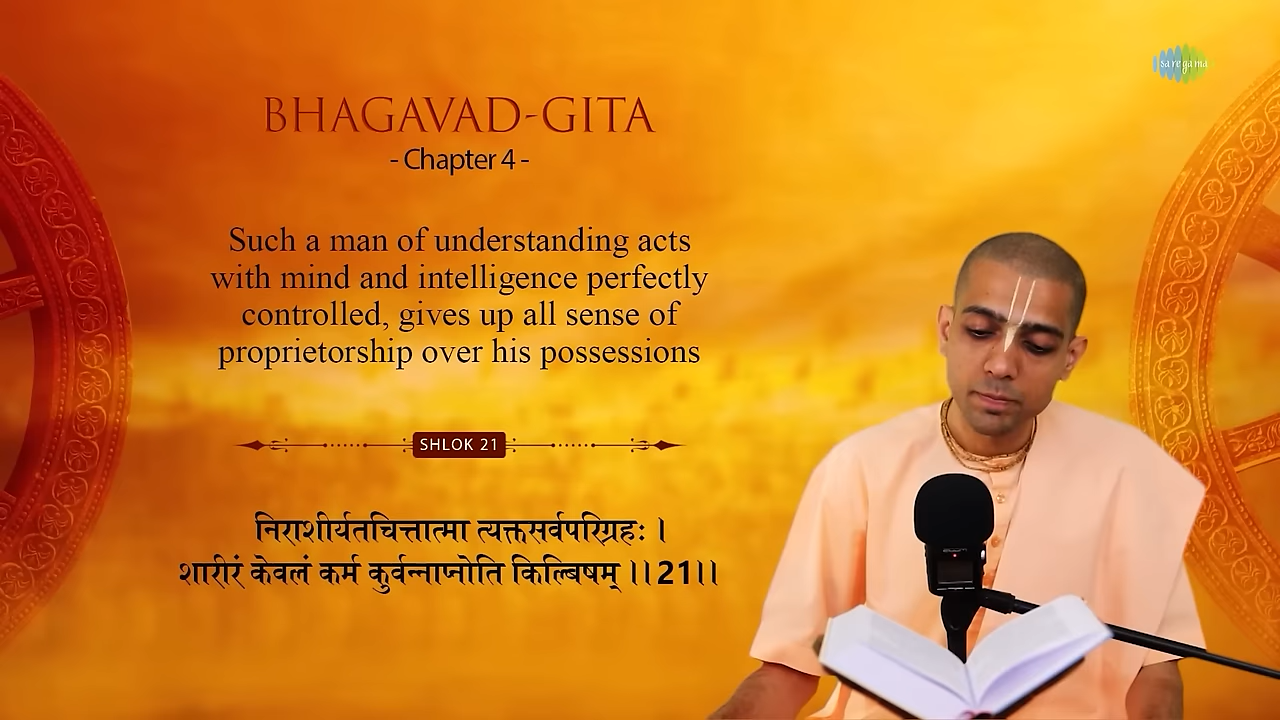 saregama
BHAGAVAD-GITA
- Chapter 4 -
Such a man of understanding acts
with mind and intelligence perfectly
controlled, gives up all sense of
proprietorship over his possessions
SHLOK 21
निराशीर्यतचित्तात्मा त्यक्तसर्वपरिग्रहः ।
शारीरं केवलं कर्म कुर्वन्नाप्नोति किल्बिषम् ।।21।।